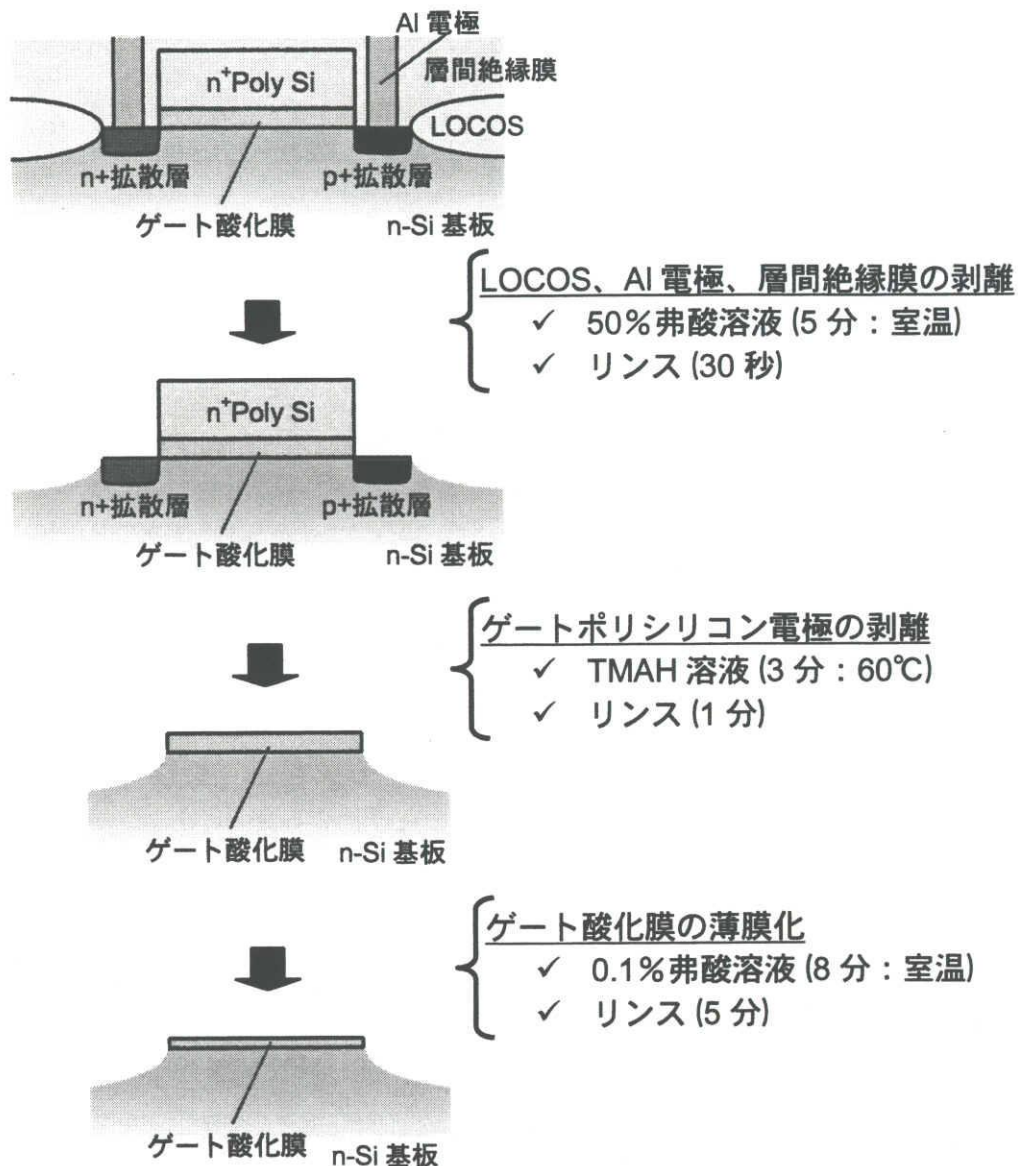 Al 電極
n⁺Poly Si
層間絶縁膜
LOCOS
n+拡散層
p+拡散層
ゲート酸化膜
n-Si 基板
LOCOS、Al 電極、層間絶縁膜の剥離
✓ 50%弗酸溶液 (5 分：室温)
✓ リンス (30 秒)
n⁺Poly Si
n+拡散層
p+拡散層
ゲート酸化膜
n-Si 基板
ゲートポリシリコン電極の剥離
✓ TMAH 溶液 (3 分：60℃)
✓ リンス (1 分)
ゲート酸化膜
n-Si 基板
ゲート酸化膜の薄膜化
✓ 0.1%弗酸溶液 (8 分：室温)
✓ リンス (5 分)
ゲート酸化膜
n-Si 基板